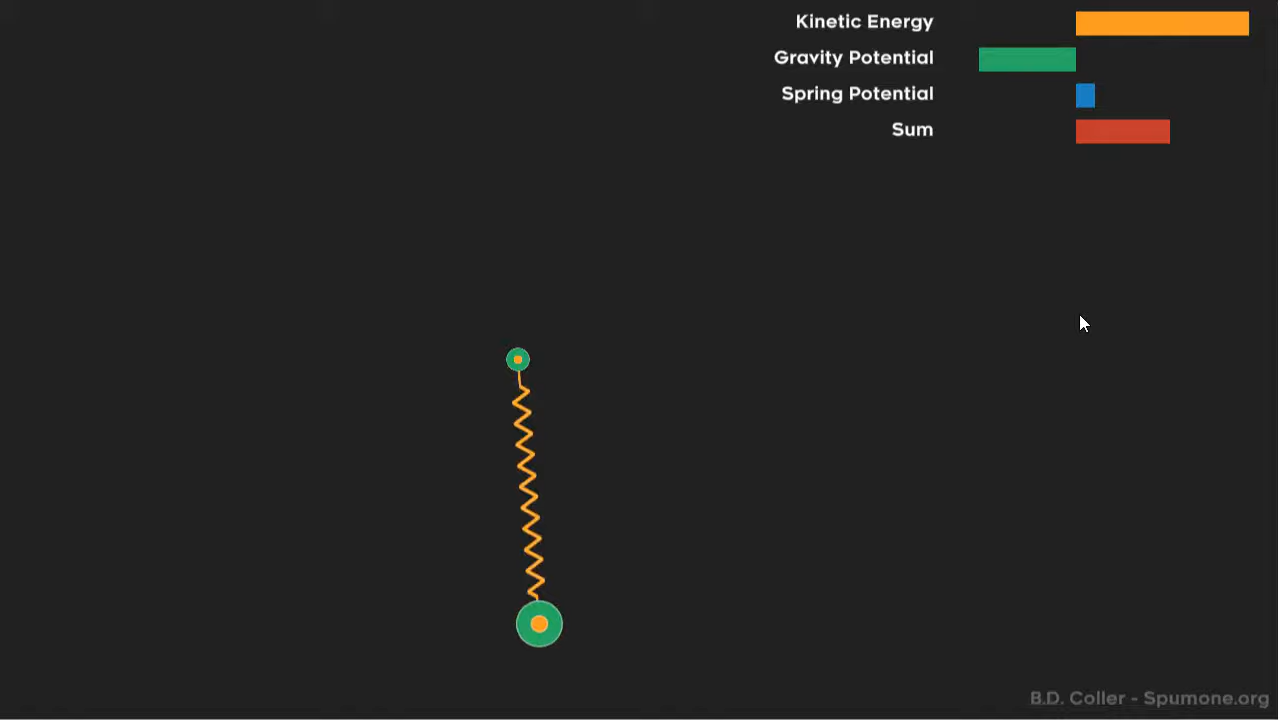 Kinetic Energy
Gravity Potential
Spring Potential
Sum
B.D. Coller - Spumone.org